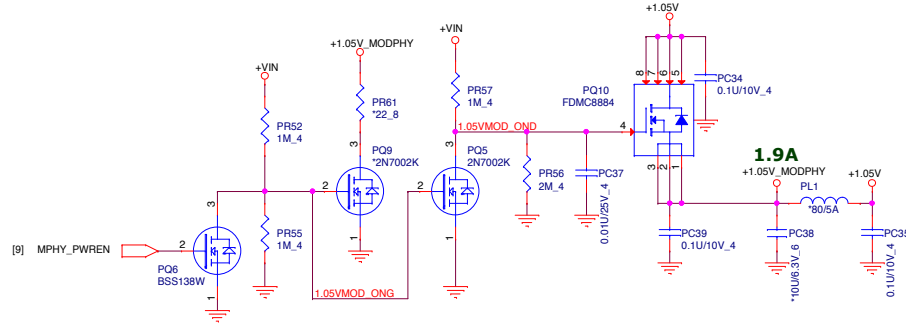 +1.05V
+VIN
+1.05V_MODPHY
+VIN
8
7
6
5
PC34
0.1U/10V_4
PR52
1M_4
PR61
*22_8
PR57
1M_4
PQ10
FDMC8884
1.05VMOD_OND
4
3
PQ9
*2N7002K
3
PQ5
2N7002K
3
2
1
1.9A
+1.05V_MODPHY
+1.05V
PL1
*80/5A
2
2
PR56
2M_4
PC37
0.01U/25V_4
3
PR55
1M_4
1
1
PC39
0.1U/10V_4
PC38
*10U/6.3V_6
PC35
0.1U/10V_4
[9] MPHY_PWREN
2
PQ6
BSS138W
1
1.05VMOD_ONG